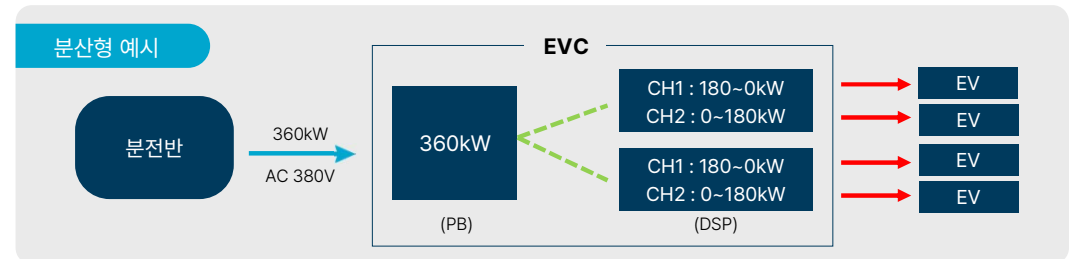 분산형 예시
EVC
분전반
360kW
AC 380V
360kW
(PB)
CH1 : 180~0kW
CH2 : 0~180kW
CH1 : 180~0kW
CH2 : 0~180kW
(DSP)
EV
EV
EV
EV